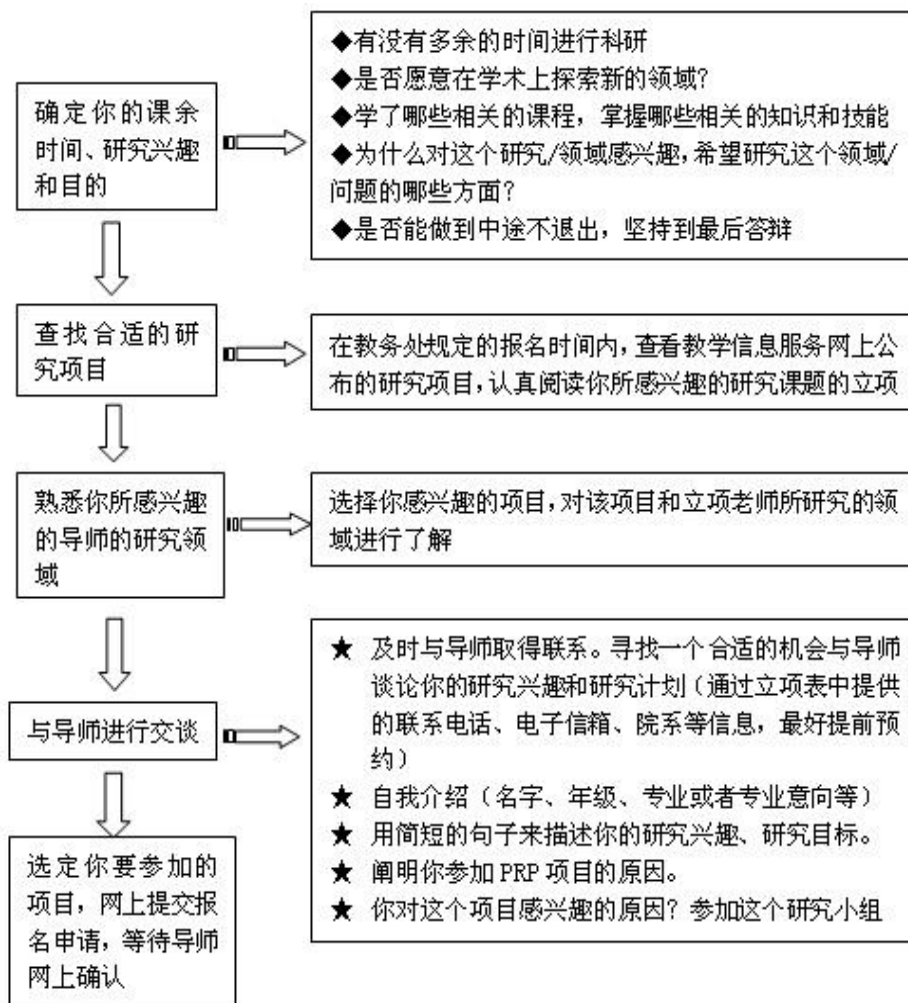 确定你的课余
时间、研究兴趣
和目的
◆有没有多余的时间进行科研
◆是否愿意在学术上探索新的领域?
◆学了哪些相关的课程，掌握哪些相关的知识和技能
◆为什么对这个研究/领域感兴趣,希望研究这个领域/
问题的哪些方面?
◆是否能做到中途不退出，坚持到最后答辩
查找合适的研
究项目
在教务处规定的报名时间内,查看教学信息服务网上公
布的研究项目,认真阅读你所感兴趣的研究课题的立项
熟悉你所感兴趣
的导师的研究领
域
选择你感兴趣的项目,对该项目和立项老师所研究的领
域进行了解
与导师进行交谈
★ 及时与导师取得联系。寻找一个合适的机会与导师
谈论你的研究兴趣和研究计划(通过立项表中提供
的联系电话、电子信箱、院系等信息,最好提前预
约)
★ 自我介绍（名字、年级、专业或者专业意向等）
★ 用简短的句子来描述你的研究兴趣、研究目标。
★ 阐明你参加 PRP 项目的原因。
★ 你对这个项目感兴趣的原因？参加这个研究小组
选定你要参加的
项目，网上提交报
名申请，等待导师
网上确认